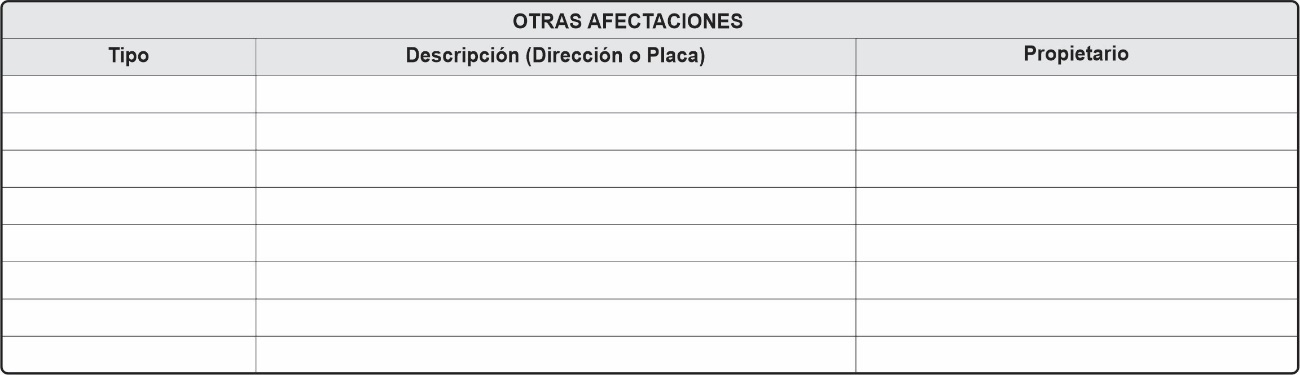 OTRAS AFECTACIONES
Tipo Descripción (Dirección o Placa) Propietario